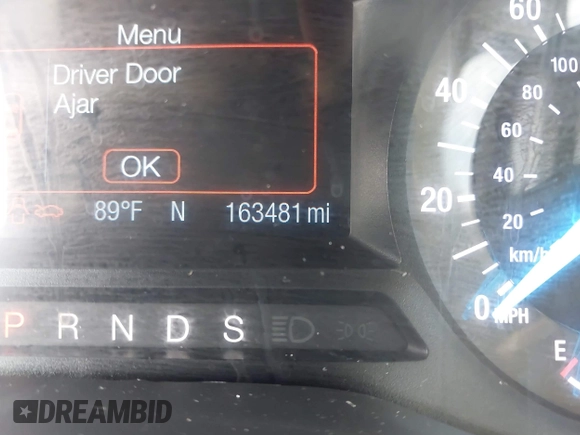 Menu
Driver Door
Ajar
OK
89°F N 163481 mi
P R N D S
60
40
20
0
MPH
100
80
60
40
20
km/h
E
DREAMBID